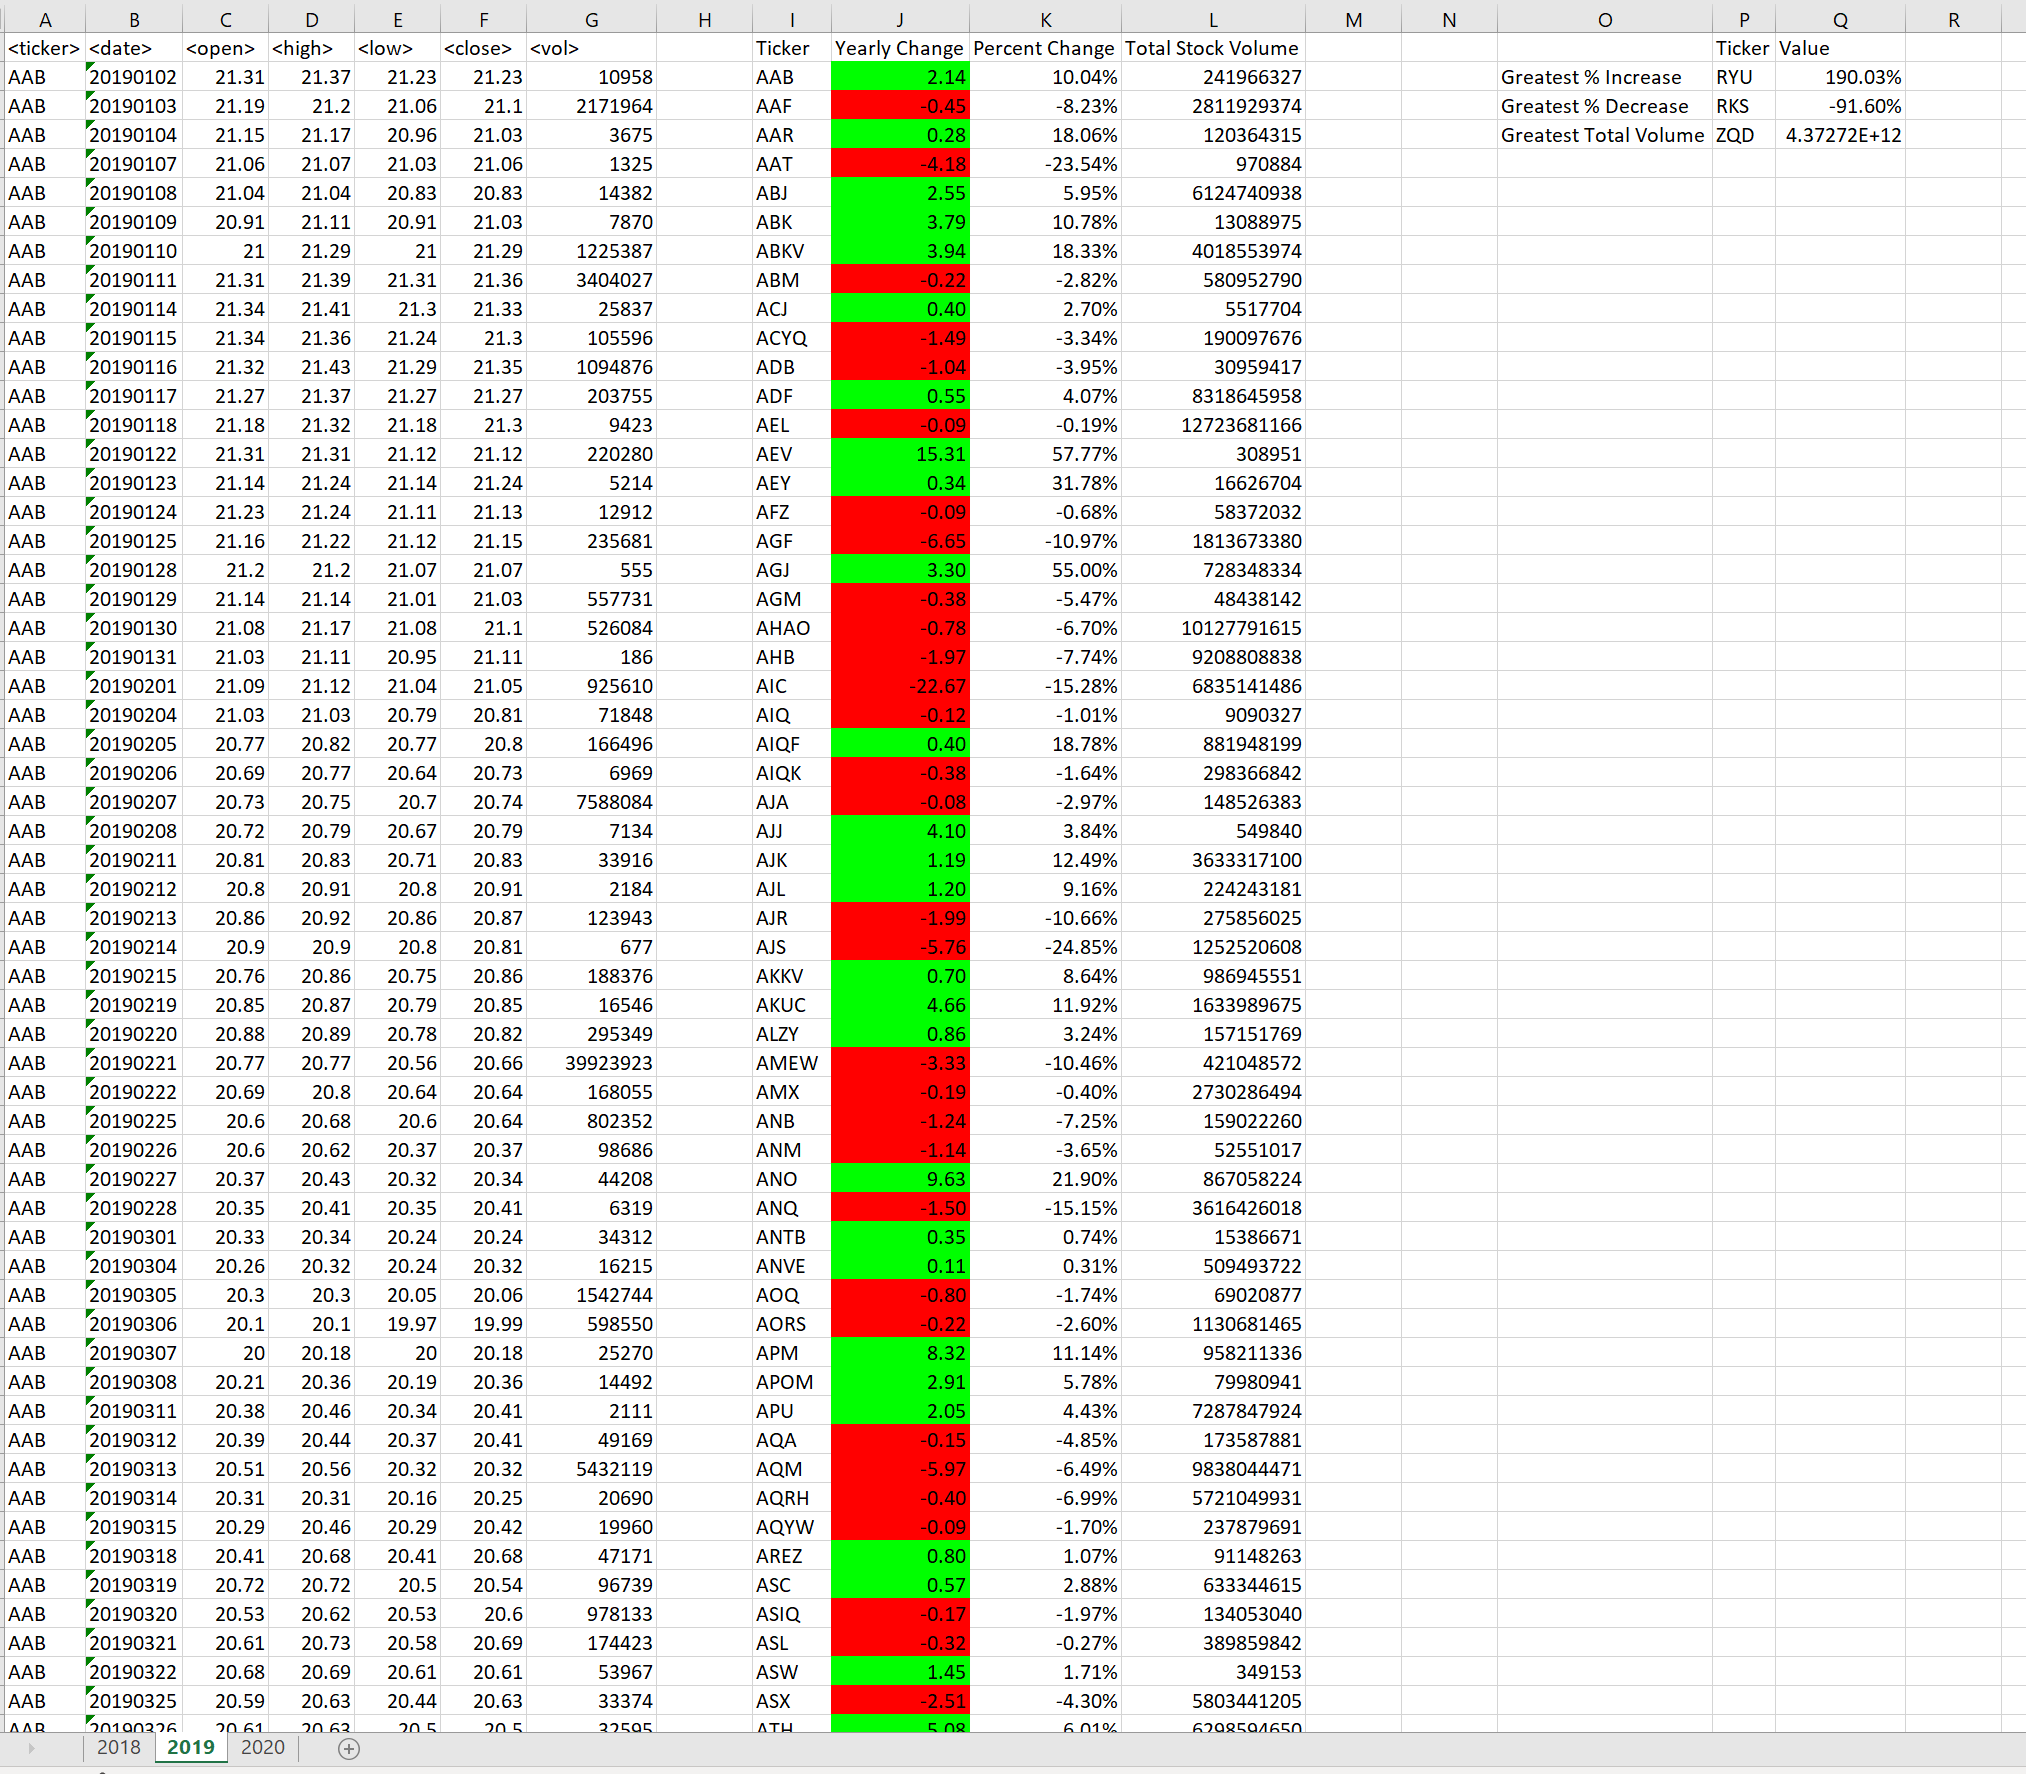 A B C D E F G H I J K L M N O P Q R
<ticker> <date> <open> <high> <low> <close> <vol> Ticker Yearly Change Percent Change Total Stock Volume Ticker Value
AAB 20190102 21.31 21.37 21.23 21.23 10958 AAB 2.14 10.04% 241966327 Greatest % Increase RYU 190.03%
AAB 20190103 21.19 21.2 21.06 21.1 2171964 AAF -0.45 -8.23% 2811929374 Greatest % Decrease RKS -91.60%
AAB 20190104 21.15 21.17 20.96 21.03 3675 AAR 0.28 18.06% 120364315 Greatest Total Volume ZQD 4.37272E+12
AAB 20190107 21.06 21.07 21.03 21.06 1325 AAT -4.18 -23.54% 970884
AAB 20190108 21.04 21.04 20.83 20.83 14382 ABJ 2.55 5.95% 6124740938
AAB 20190109 20.91 21.11 20.91 21.03 7870 ABK 3.79 10.78% 13088975
AAB 20190110 21 21.29 21 21.29 1225387 ABKV 3.94 18.33% 4018553974
AAB 20190111 21.31 21.39 21.31 21.36 3404027 ABM -0.22 -2.82% 580952790
AAB 20190114 21.34 21.41 21.3 21.33 25837 ACJ 0.40 2.70% 5517704
AAB 20190115 21.34 21.36 21.24 21.3 105596 ACYQ -1.49 -3.34% 190097676
AAB 20190116 21.32 21.43 21.29 21.35 1094876 ADB -1.04 -3.95% 30959417
AAB 20190117 21.27 21.37 21.27 21.27 203755 ADF 0.55 4.07% 8318645958
AAB 20190118 21.18 21.32 21.18 21.3 9423 AEL -0.09 -0.19% 12723681166
AAB 20190122 21.31 21.31 21.12 21.12 220280 AEV 15.31 57.77% 308951
AAB 20190123 21.14 21.24 21.14 21.24 5214 AEY 0.34 31.78% 16626704
AAB 20190124 21.23 21.24 21.11 21.13 12912 AFZ -0.09 -0.68% 58372032
AAB 20190125 21.16 21.22 21.12 21.15 235681 AGF -6.65 -10.97% 1813673380
AAB 20190128 21.2 21.2 21.07 21.07 555 AGJ 3.30 55.00% 728348334
AAB 20190129 21.14 21.14 21.01 21.03 557731 AGM -0.38 -5.47% 48438142
AAB 20190130 21.08 21.17 21.08 21.1 526084 AHAO -0.78 -6.70% 10127791615
AAB 20190131 21.03 21.11 20.95 21.11 186 AHB -1.97 -7.74% 9208808838
AAB 20190201 21.09 21.12 21.04 21.05 925610 AIC -22.67 -15.28% 6835141486
AAB 20190204 21.03 21.03 20.79 20.81 71848 AIQ -0.12 -1.01% 9090327
AAB 20190205 20.77 20.82 20.77 20.8 166496 AIQF 0.40 18.78% 881948199
AAB 20190206 20.69 20.77 20.64 20.73 6969 AIQK -0.38 -1.64% 298366842
AAB 20190207 20.73 20.75 20.7 20.74 7588084 AJA -0.08 -2.97% 148526383
AAB 20190208 20.72 20.79 20.67 20.79 7134 AJJ 4.10 3.84% 549840
AAB 20190211 20.81 20.83 20.71 20.83 33916 AJK 1.19 12.49% 3633317100
AAB 20190212 20.8 20.91 20.8 20.91 2184 AJL 1.20 9.16% 224243181
AAB 20190213 20.86 20.92 20.86 20.87 123943 AJR -1.99 -10.66% 275856025
AAB 20190214 20.9 20.9 20.8 20.81 677 AJS -5.76 -24.85% 1252520608
AAB 20190215 20.76 20.86 20.75 20.86 188376 AKKV 0.70 8.64% 986945551
AAB 20190219 20.85 20.87 20.79 20.85 16546 AKUC 4.66 11.92% 1633989675
AAB 20190220 20.88 20.89 20.78 20.82 295349 ALZY 0.86 3.24% 157151769
AAB 20190221 20.77 20.77 20.56 20.66 39923923 AMEW -3.33 -10.46% 421048572
AAB 20190222 20.69 20.8 20.64 20.64 168055 AMX -0.19 -0.40% 2730286494
AAB 20190225 20.6 20.68 20.6 20.64 802352 ANB -1.24 -7.25% 159022260
AAB 20190226 20.6 20.62 20.37 20.37 98686 ANM -1.14 -3.65% 52551017
AAB 20190227 20.37 20.43 20.32 20.34 44208 ANO 9.63 21.90% 867058224
AAB 20190228 20.35 20.41 20.35 20.41 6319 ANQ -1.50 -15.15% 3616426018
AAB 20190301 20.33 20.34 20.24 20.24 34312 ANTB 0.35 0.74% 15386671
AAB 20190304 20.26 20.32 20.24 20.32 16215 ANVE 0.11 0.31% 509493722
AAB 20190305 20.3 20.3 20.05 20.06 1542744 AOQ -0.80 -1.74% 69020877
AAB 20190306 20.1 20.1 19.97 19.99 598550 AORS -0.22 -2.60% 1130681465
AAB 20190307 20 20.18 20 20.18 25270 APM 8.32 11.14% 958211336
AAB 20190308 20.21 20.36 20.19 20.36 14492 APOM 2.91 5.78% 79980941
AAB 20190311 20.38 20.46 20.34 20.41 2111 APU 2.05 4.43% 7287847924
AAB 20190312 20.39 20.44 20.37 20.41 49169 AQA -0.15 -4.85% 173587881
AAB 20190313 20.51 20.56 20.32 20.32 5432119 AQM -5.97 -6.49% 9838044471
AAB 20190314 20.31 20.31 20.16 20.25 20690 AQRH -0.40 -6.99% 5721049931
AAB 20190315 20.29 20.46 20.29 20.42 19960 AQYW -0.09 -1.70% 237879691
AAB 20190318 20.41 20.68 20.41 20.68 47171 AREZ 0.80 1.07% 91148263
AAB 20190319 20.72 20.72 20.5 20.54 96739 ASC 0.57 2.88% 633344615
AAB 20190320 20.53 20.62 20.53 20.6 978133 ASIQ -0.17 -1.97% 134053040
AAB 20190321 20.61 20.73 20.58 20.69 174423 ASL -0.32 -0.27% 389859842
AAB 20190322 20.68 20.69 20.61 20.61 53967 ASW 1.45 1.71% 349153
AAB 20190325 20.59 20.63 20.44 20.63 33374 ASX -2.51 -4.30% 5803441205
AAB 20190326 20.61 20.63 20.5 20.5 32595 ATH 5.08 6.01% 6298594650
2018 2019 2020